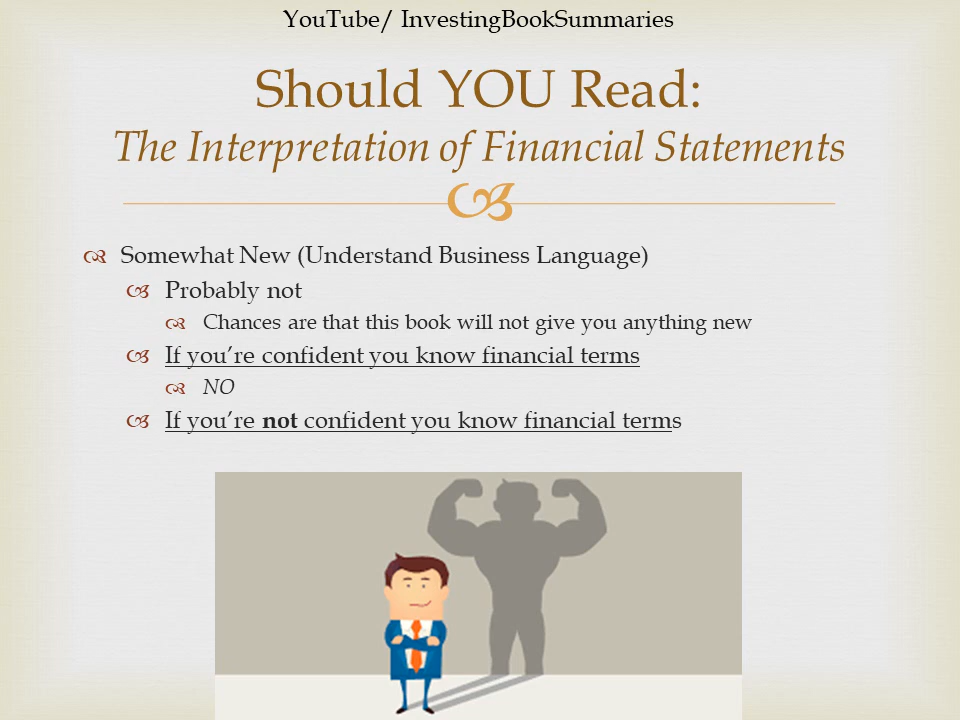 YouTube/ InvestingBookSummaries
Should YOU Read:
The Interpretation of Financial Statements
Somewhat New (Understand Business Language)
Probably not
Chances are that this book will not give you anything new
If you’re confident you know financial terms
NO
If you’re not confident you know financial terms